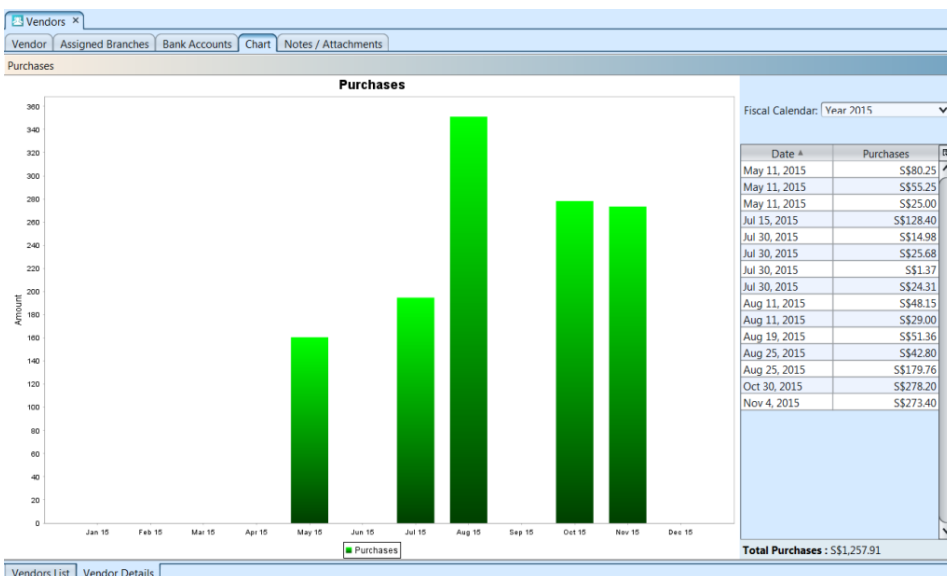 Vendors ×
Vendor Assigned Branches Bank Accounts Chart Notes / Attachments
Purchases
Purchases
Fiscal Calendar: Year 2015
Date Purchases
May 11, 2015 S$80.25
May 11, 2015 S$55.25
May 11, 2015 S$25.00
Jul 15, 2015 S$128.40
Jul 30, 2015 S$14.98
Jul 30, 2015 S$25.68
Jul 30, 2015 S$1.37
Jul 30, 2015 S$24.31
Aug 11, 2015 S$48.15
Aug 11, 2015 S$29.00
Aug 19, 2015 S$51.36
Aug 25, 2015 S$42.80
Aug 25, 2015 S$179.76
Oct 30, 2015 S$278.20
Nov 4, 2015 S$273.40
Total Purchases : S$1,257.91
Amount
360
340
320
300
280
260
240
220
200
180
160
140
120
100
80
60
40
20
0
Jan 15 Feb 15 Mar 15 Apr 15 May 15 Jun 15 Jul 15 Aug 15 Sep 15 Oct 15 Nov 15 Dec 15
Purchases
Vendors List Vendor Details